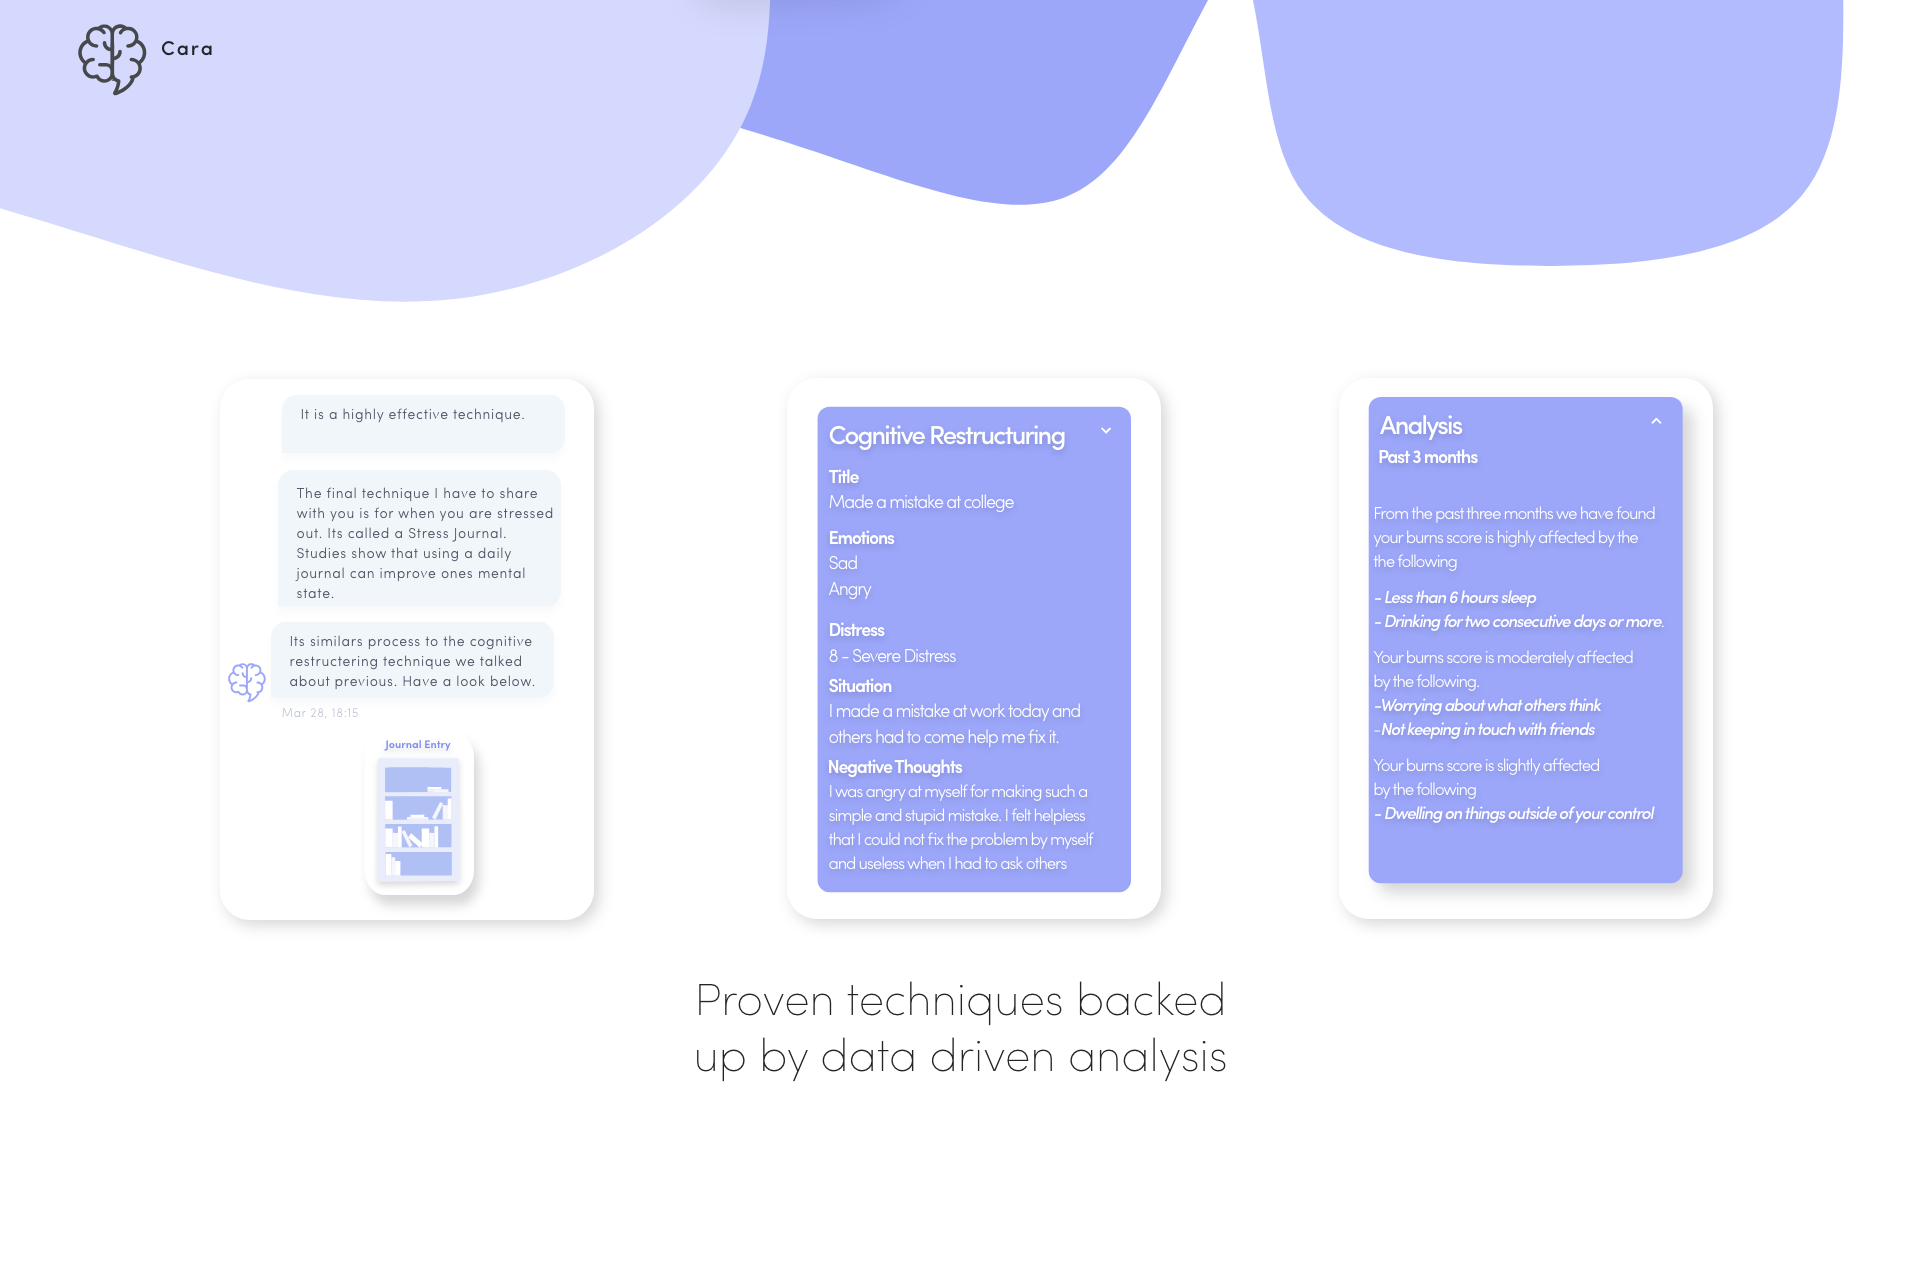 Cara
It is a highly effective technique.
The final technique I have to share
with you is for when you are stressed
out. Its called a Stress Journal.
Studies show that using a daily
journal can improve ones mental
state.
Its similars process to the cognitive
restructering technique we talked
about previous. Have a look below.
Mar 28, 18:15
Journal Entry
Cognitive Restructuring
Title
Made a mistake at college
Emotions
Sad
Angry
Distress
8 - Severe Distress
Situation
I made a mistake at work today and
others had to come help me fix it.
Negative Thoughts
I was angry at myself for making such a
simple and stupid mistake. I felt helpless
that I could not fix the problem by myself
and useless when I had to ask others
Analysis
Past 3 months
From the past three months we have found
your burns score is highly affected by the
the following
- Less than 6 hours sleep
- Drinking for two consecutive days or more.
Your burns score is moderately affected
by the following.
-Worrying about what others think
-Not keeping in touch with friends
Your burns score is slightly affected
by the following
- Dwelling on things outside of your control
Proven techniques backed
up by data driven analysis